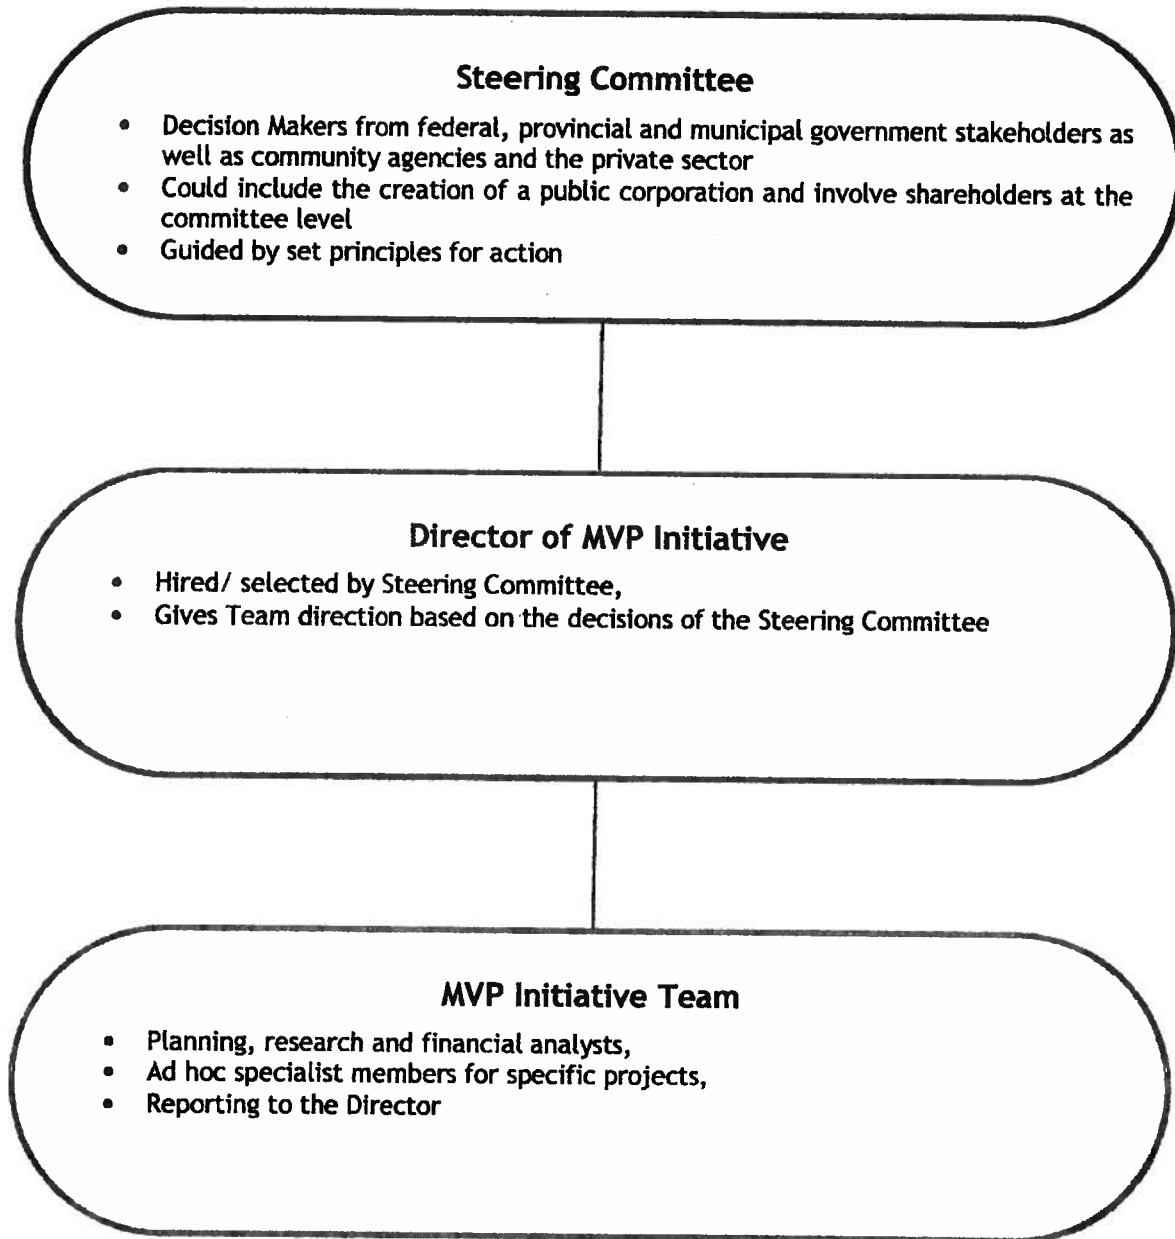 Steering Committee
• Decision Makers from federal, provincial and municipal government stakeholders as
well as community agencies and the private sector
• Could include the creation of a public corporation and involve shareholders at the
committee level
• Guided by set principles for action
Director of MVP Initiative
• Hired/ selected by Steering Committee,
• Gives Team direction based on the decisions of the Steering Committee
MVP Initiative Team
• Planning, research and financial analysts,
• Ad hoc specialist members for specific projects,
• Reporting to the Director